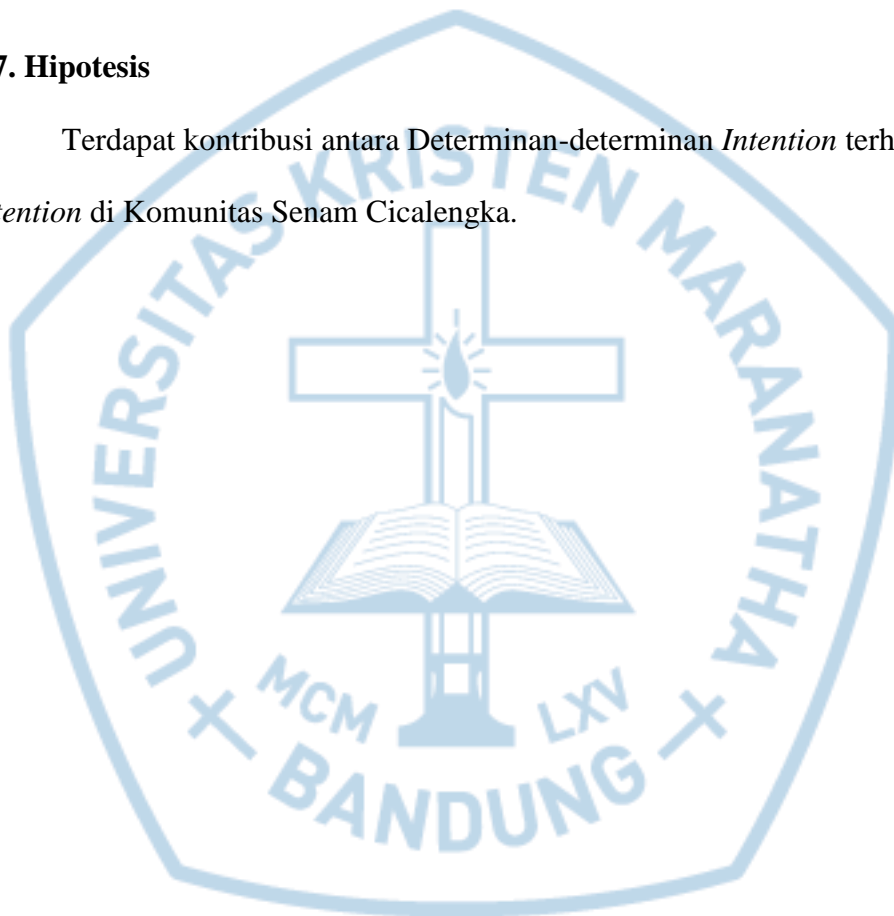 7. Hipotesis
Terdapat kontribusi antara Determinan-determinan Intention terh
tention di Komunitas Senam Cicalengka.
UNIVERSITAS KRISTEN MARANATHA
MCM LXV
BANDUNG